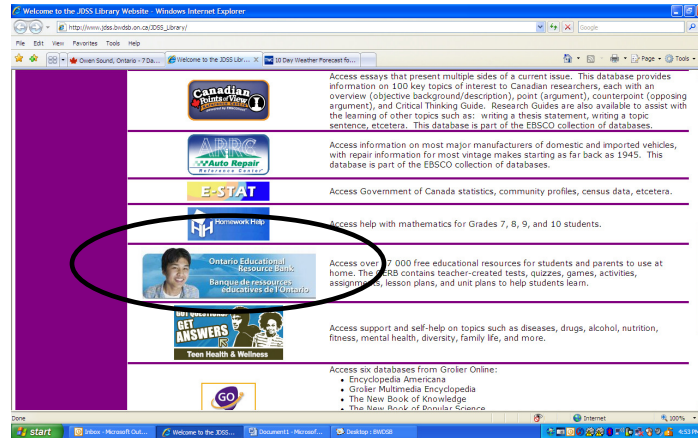 Welcome to the JDSS Library Website - Windows Internet Explorer
http://www.jdss.bwdsb.on.ca/JDSS_Library/
Google
File Edit View Favorites Tools Help
Owen Sound, Ontario - 7 Da...
Welcome to the JDSS Libr...
10 Day Weather Forecast fo...
Page
Tools
Canadian
Points of View
Access essays that present multiple sides of a current issue. This database provides
information on 100 key topics of interest to Canadian researchers, each with an
overview (objective background/description), point (argument), counterpoint (opposing
argument), and Critical Thinking Guide. Research Guides are also available to assist with
the learning of other topics such as: writing a thesis statement, writing a topic
sentence, etcetera. This database is part of the EBSCO collection of databases.
ARRC
Auto Repair
Reference Center
Access information on most major manufacturers of domestic and imported vehicles,
with repair information for most vintage makes starting as far back as 1945. This
database is part of the EBSCO collection of databases.
E-STAT
Access Government of Canada statistics, community profiles, census data, etcetera.
Homework Help
Access help with mathematics for Grades 7, 8, 9, and 10 students.
Ontario Educational
Resource Bank
Banque de ressources
éducatives de l'Ontario
Access over 7 000 free educational resources for students and parents to use at
home. The OERB contains teacher-created tests, quizzes, games, activities,
assignments, lesson plans, and unit plans to help students learn.
GOT QUESTIONS?
GET
ANSWERS
Teen Health & Wellness
Access support and self-help on topics such as diseases, drugs, alcohol, nutrition,
fitness, mental health, diversity, family life, and more.
GO
Access six databases from Grolier Online:
• Encyclopedia Americana
• Grolier Multimedia Encyclopedia
• The New Book of Knowledge
• The New Book of Popular Science
Done
Internet
100%
start
Inbox - Microsoft Out...
Welcome to the JDSS...
Document1 - Microsof...
Desktop : BWDSB
4:53 PM